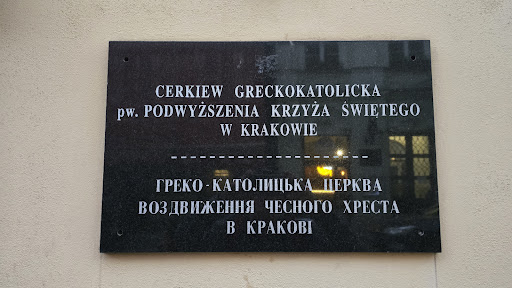 CERKIEW GRECKOKATOLICKA
pw. PODWYŻSZENIA KRZYŻA ŚWIĘTEGO
W KRAKOWIE
ГРЕКО-КАТОЛИЦЬКА ЦЕРКВА
ВОЗДВИЖЕННЯ ЧЕСНОГО ХРЕСТА
В КРАКОВІ